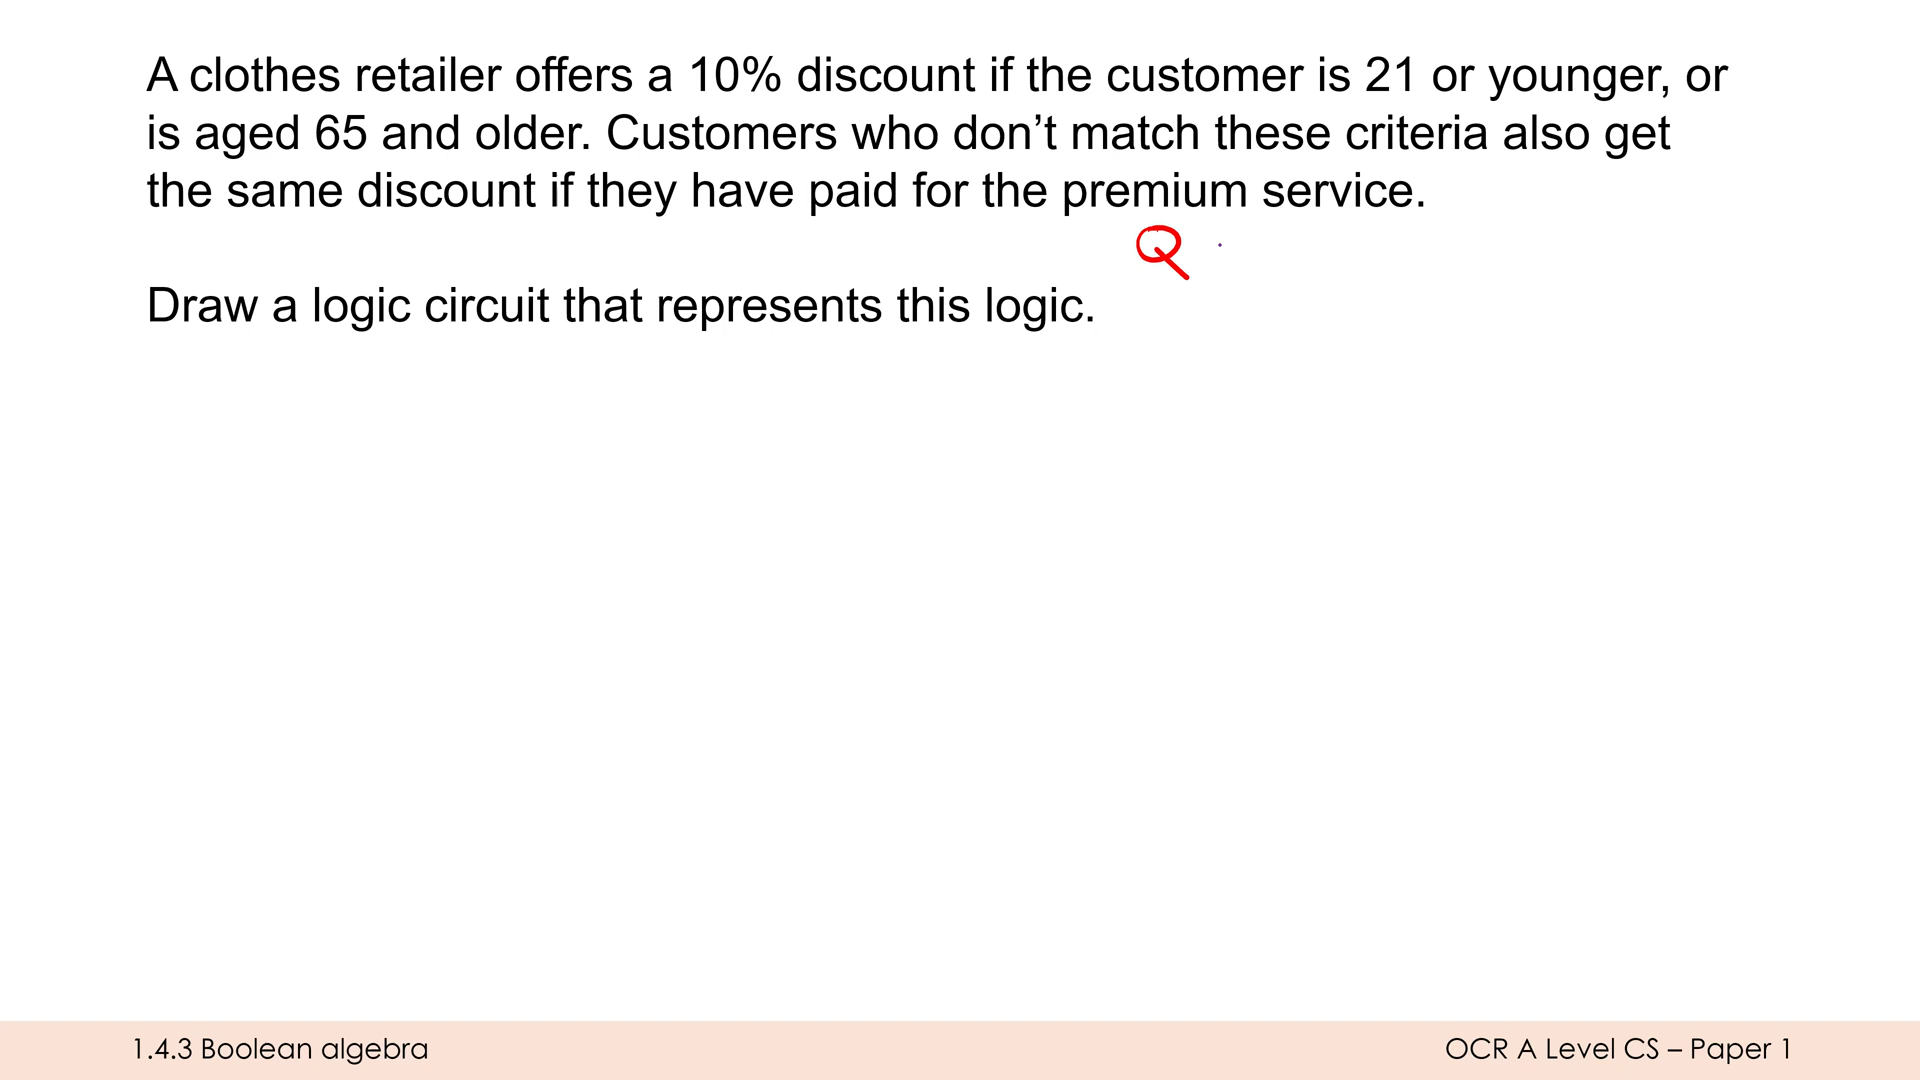 A clothes retailer offers a 10% discount if the customer is 21 or younger, or
is aged 65 and older. Customers who don’t match these criteria also get
the same discount if they have paid for the premium service.
Q
Draw a logic circuit that represents this logic.
1.4.3 Boolean algebra
OCR A Level CS – Paper 1